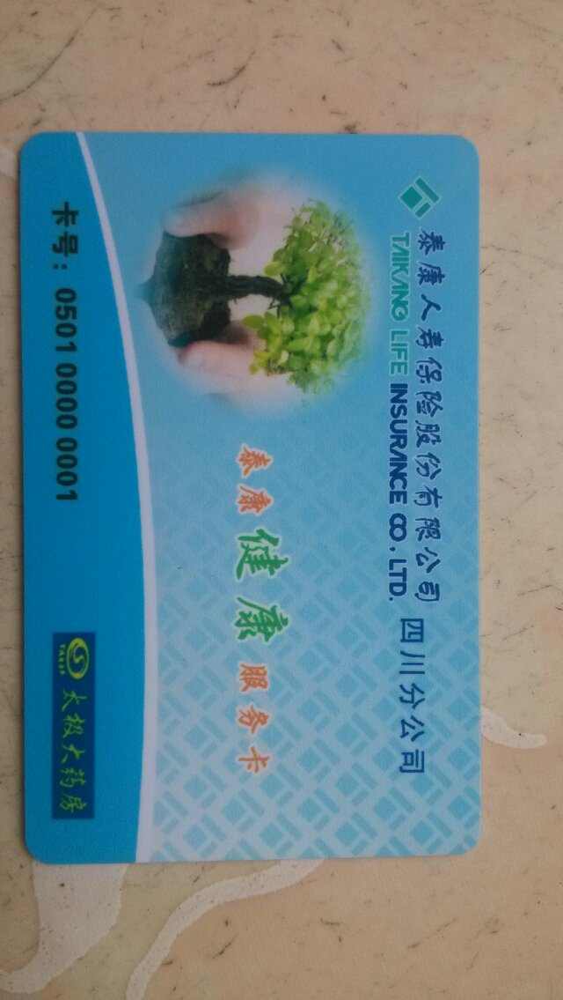 泰康人寿保险股份有限公司 四川分公司
TAIKANG LIFE INSURANCE CO., LTD.
泰康健康服务卡
卡号：0501 0000 0001
太极大药房